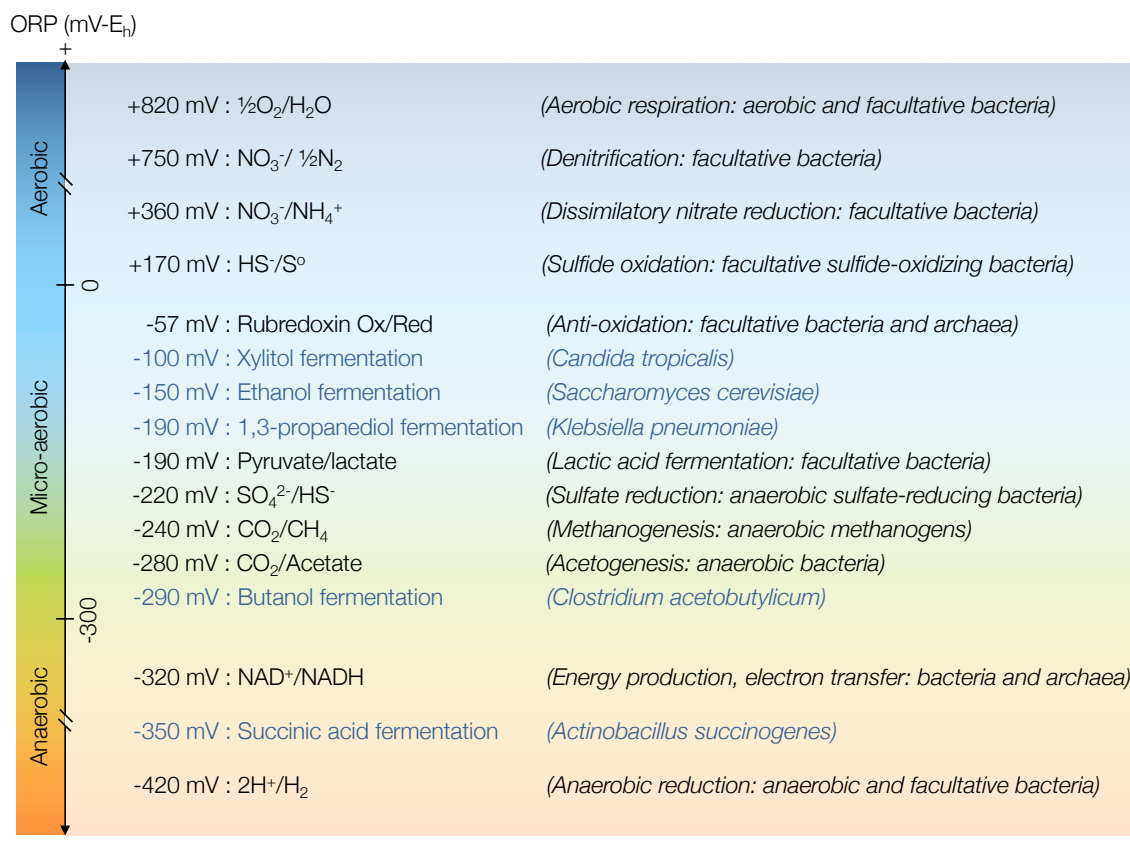 ORP (mV-Eₕ)
+
+820 mV : ½O₂/H₂O (Aerobic respiration: aerobic and facultative bacteria)
+750 mV : NO₃⁻/ ½N₂ (Denitrification: facultative bacteria)
Aerobic
+360 mV : NO₃⁻/NH₄⁺ (Dissimilatory nitrate reduction: facultative bacteria)
+170 mV : HS⁻/Sº (Sulfide oxidation: facultative sulfide-oxidizing bacteria)
0
-57 mV : Rubredoxin Ox/Red (Anti-oxidation: facultative bacteria and archaea)
-100 mV : Xylitol fermentation (Candida tropicalis)
-150 mV : Ethanol fermentation (Saccharomyces cerevisiae)
-190 mV : 1,3-propanediol fermentation (Klebsiella pneumoniae)
Micro-aerobic
-190 mV : Pyruvate/lactate (Lactic acid fermentation: facultative bacteria)
-220 mV : SO₄²⁻/HS⁻ (Sulfate reduction: anaerobic sulfate-reducing bacteria)
-240 mV : CO₂/CH₄ (Methanogenesis: anaerobic methanogens)
-280 mV : CO₂/Acetate (Acetogenesis: anaerobic bacteria)
-290 mV : Butanol fermentation (Clostridium acetobutylicum)
-300
-320 mV : NAD⁺/NADH (Energy production, electron transfer: bacteria and archaea)
Anaerobic
-350 mV : Succinic acid fermentation (Actinobacillus succinogenes)
-420 mV : 2H⁺/H₂ (Anaerobic reduction: anaerobic and facultative bacteria)